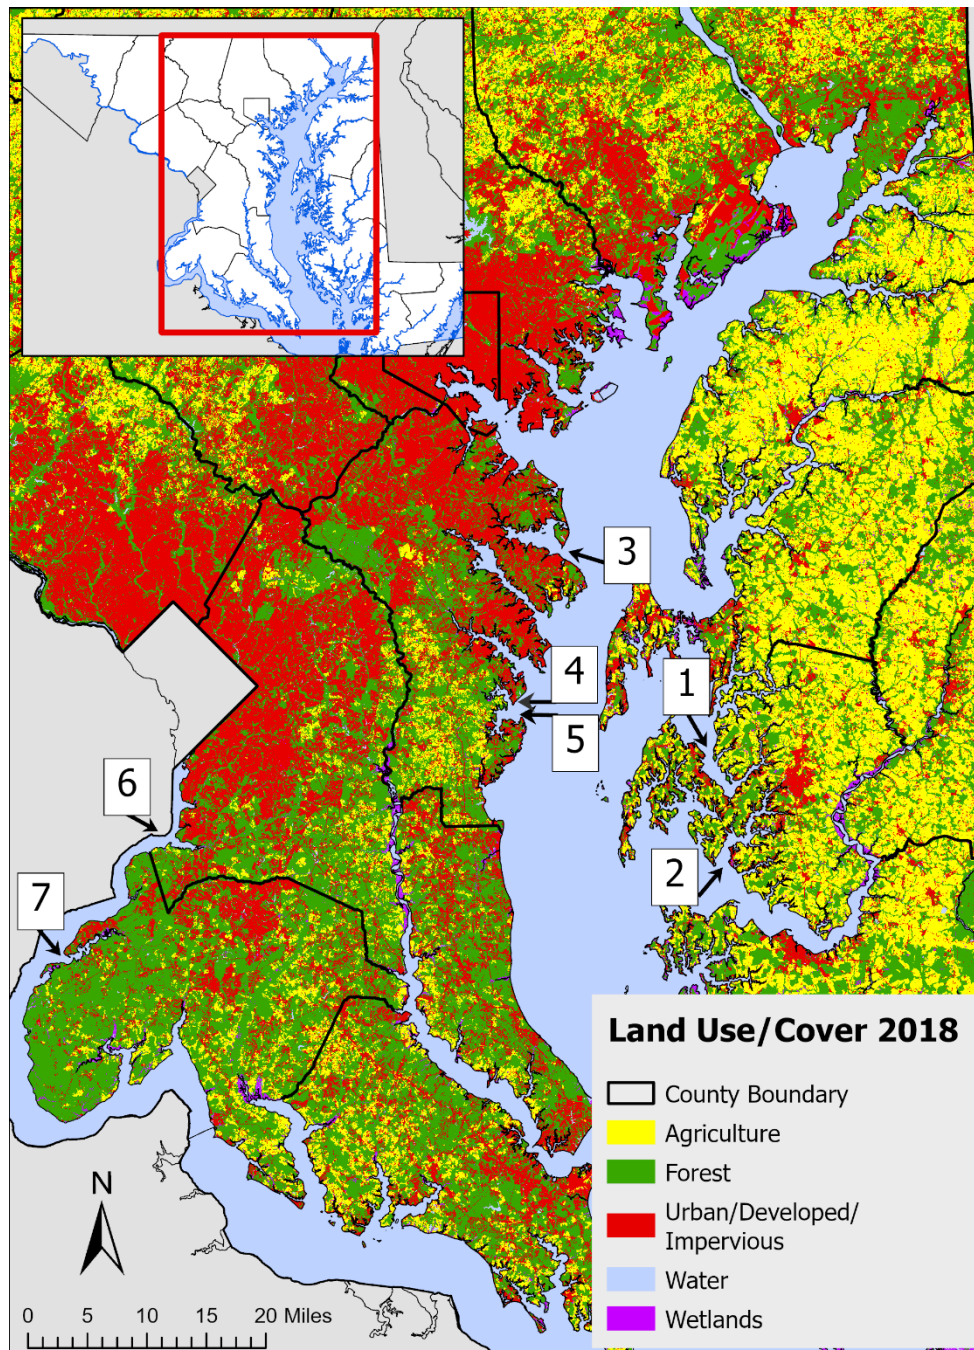 3
4
1
5
6
2
7
Land Use/Cover 2018
County Boundary
Agriculture
Forest
Urban/Developed/
Impervious
Water
Wetlands
N
0 5 10 15 20 Miles